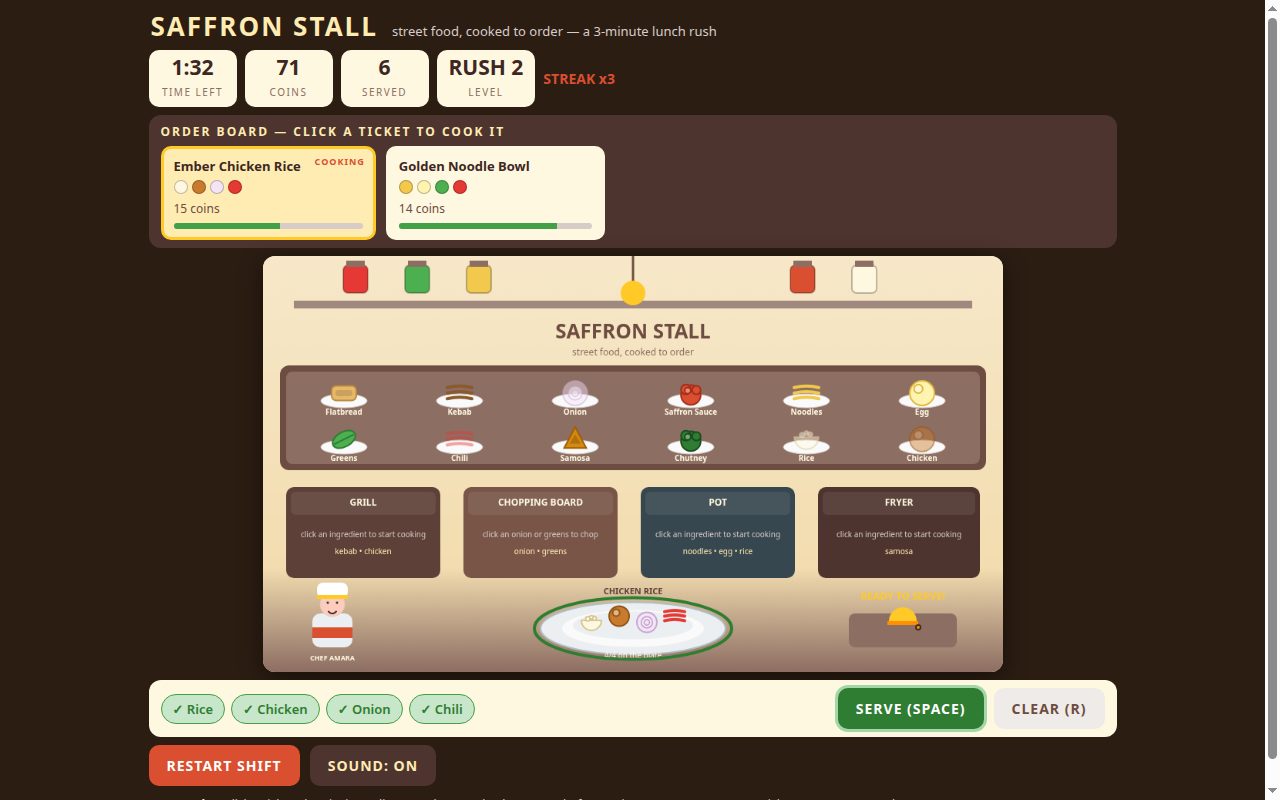 SAFFRON STALL street food, cooked to order — a 3-minute lunch rush
1:32 71 6 RUSH 2 STREAK x3
TIME LEFT COINS SERVED LEVEL
ORDER BOARD — CLICK A TICKET TO COOK IT
Ember Chicken Rice COOKING Golden Noodle Bowl
15 coins 14 coins
SAFFRON STALL
street food, cooked to order
Flatbread Kebab Onion Saffron Sauce Noodles Egg
Greens Chili Samosa Chutney Rice Chicken
GRILL CHOPPING BOARD POT FRYER
click an ingredient to start cooking click an onion or greens to chop click an ingredient to start cooking click an ingredient to start cooking
kebab • chicken onion • greens noodles • egg • rice samosa
CHICKEN RICE
READY TO SERVE!
CHEF AMARA
✓ Rice ✓ Chicken ✓ Onion ✓ Chili SERVE (SPACE) CLEAR (R)
RESTART SHIFT SOUND: ON